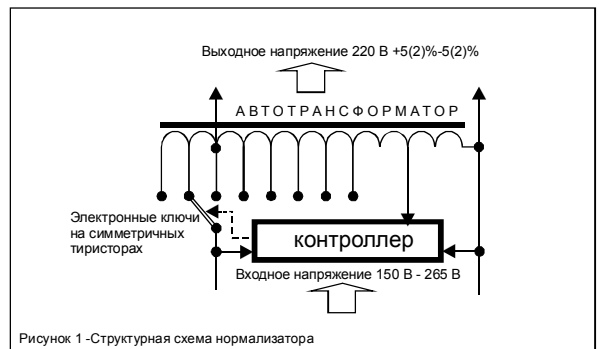 Выходное напряжение 220 В +5(2)%-5(2)%
АВТОТРАНСФОРМАТОР
Электронные ключи
на симметричных
тиристорах
контроллер
Входное напряжение 150 В - 265 В
Рисунок 1 -Структурная схема нормализатора